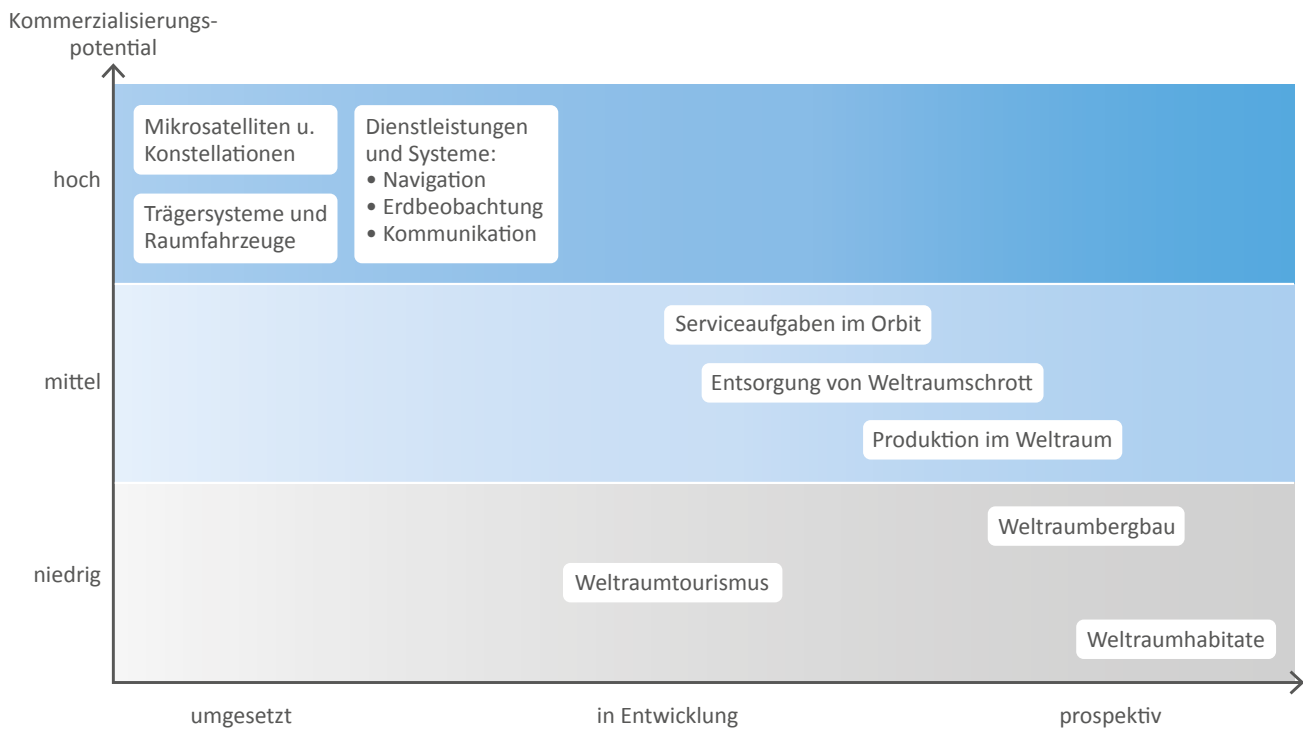 Kommerzialisierungs-
potential
hoch
Mikrosatelliten u.
Konstellationen
Trägersysteme und
Raumfahrzeuge
Dienstleistungen
und Systeme:
• Navigation
• Erdbeobachtung
• Kommunikation
mittel
Serviceaufgaben im Orbit
Entsorgung von Weltraumschrott
Produktion im Weltraum
niedrig
Weltraumbergbau
Weltraumtourismus
Weltraumhabitate
umgesetzt
in Entwicklung
prospektiv